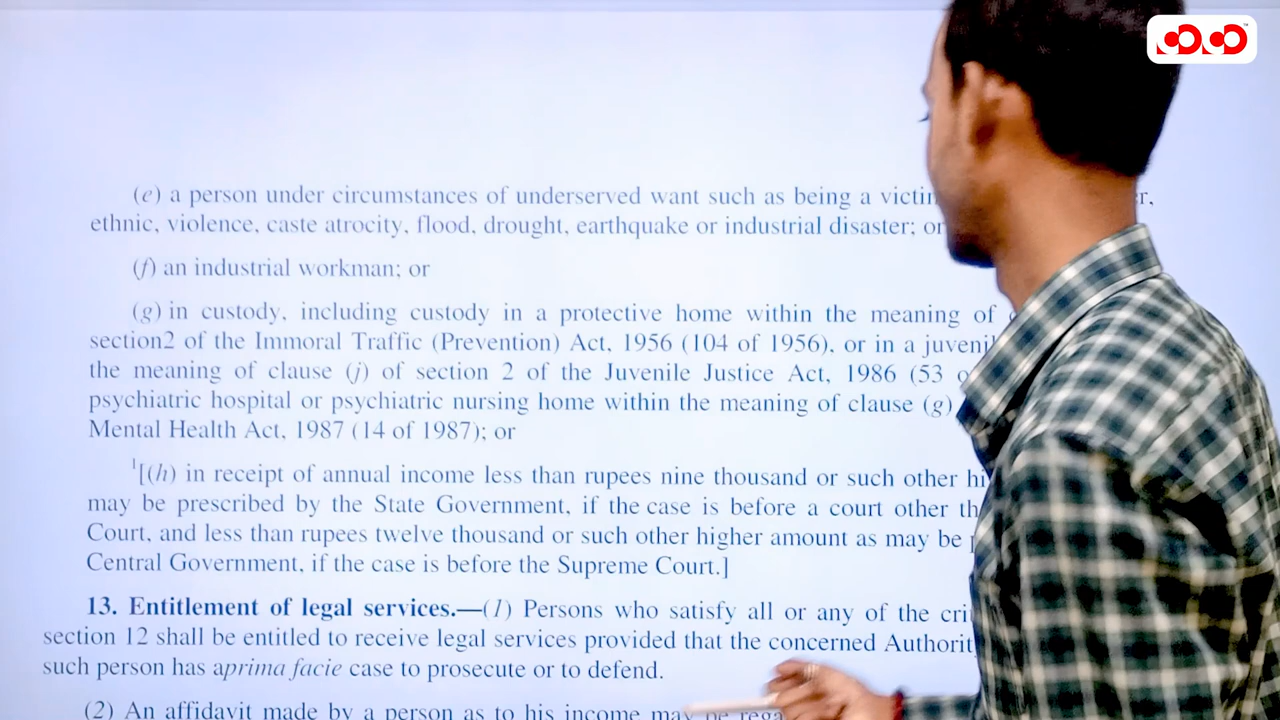 (e) a person under circumstances of underserved want such as being a
ethnic, violence, caste atrocity, flood, drought, earthquake or industrial disaster; or
(f) an industrial workman; or
(g) in custody, including custody in a protective home within the meaning of
section2 of the Immoral Traffic (Prevention) Act, 1956 (104 of 1956), or in a
the meaning of clause (j) of section 2 of the Juvenile Justice Act, 1986 (53
psychiatric hospital or psychiatric nursing home within the meaning of clause (g)
Mental Health Act, 1987 (14 of 1987); or
1[(h) in receipt of annual income less than rupees nine thousand or such other
may be prescribed by the State Government, if the case is before a court other
Court, and less than rupees twelve thousand or such other higher amount as may be
Central Government, if the case is before the Supreme Court.]
13. Entitlement of legal services.—(1) Persons who satisfy all or any of the
section 12 shall be entitled to receive legal services provided that the concerned
such person has aprima facie case to prosecute or to defend.
(2) An affidavit made by a person as to his income may be